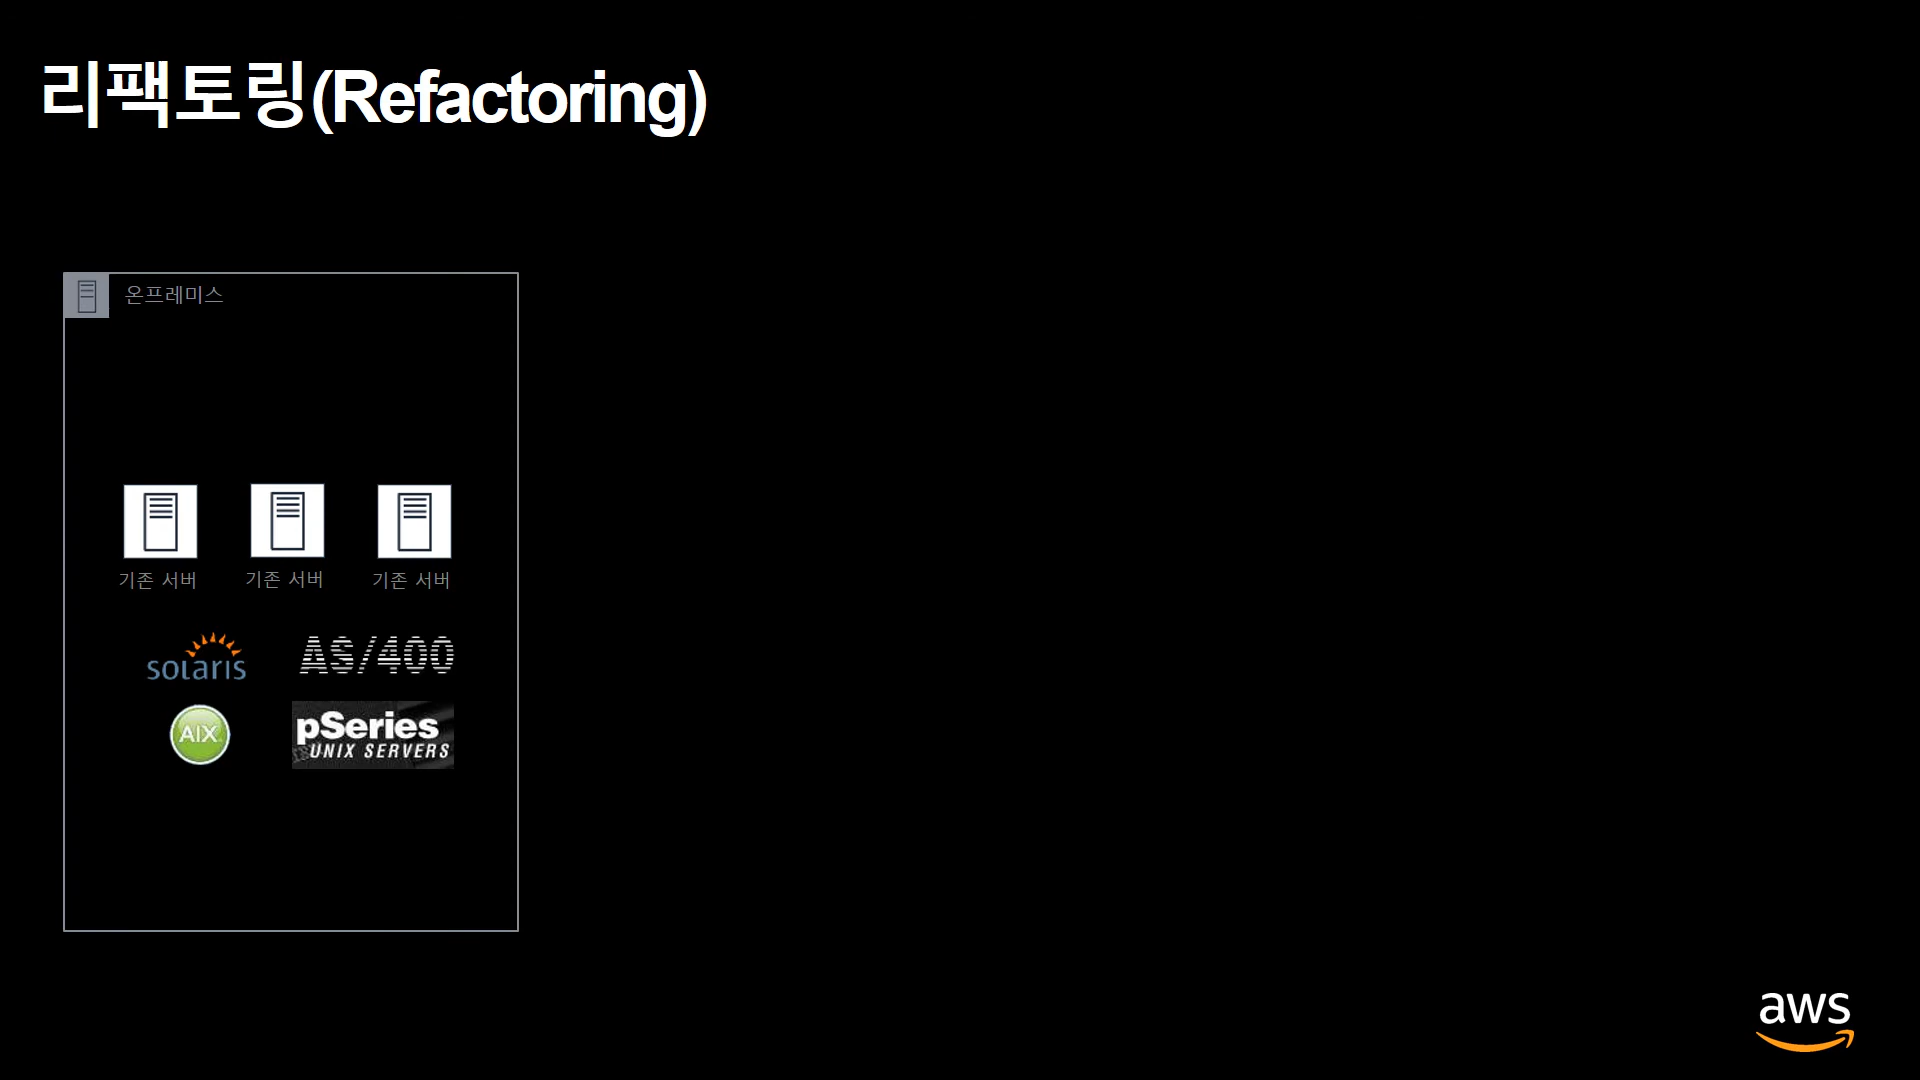 리팩토링(Refactoring)
온프레미스
기존 서버
기존 서버
기존 서버
solaris
AS/400
AIX
pSeries
UNIX SERVERS
aws